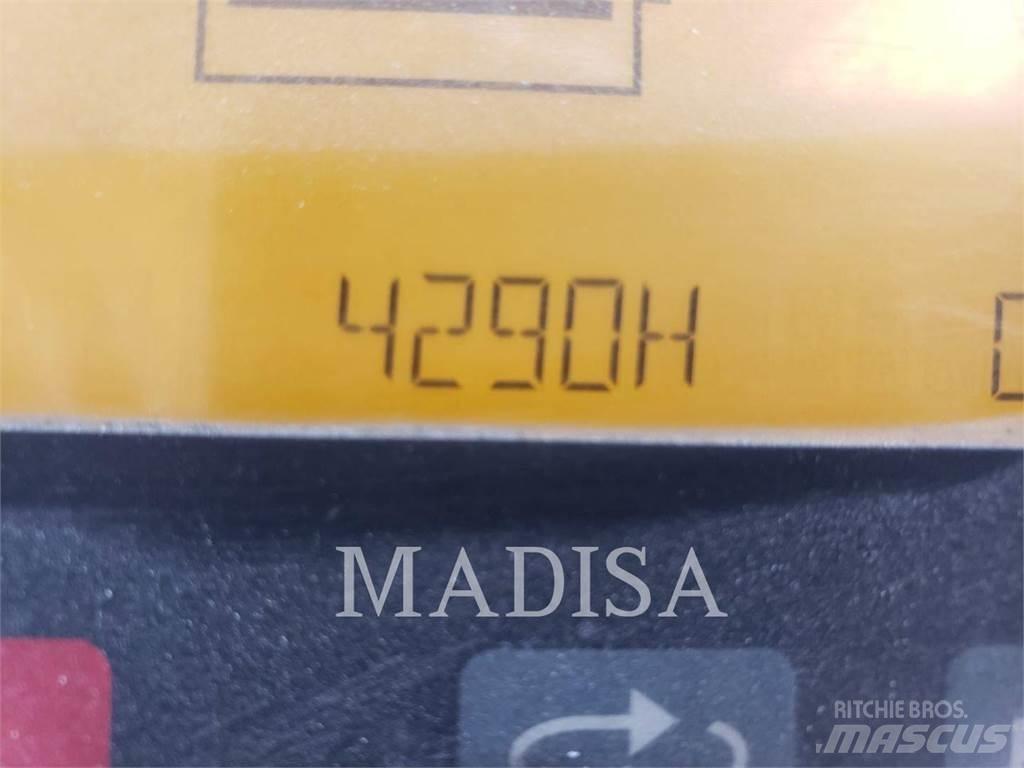 4290H
MADISA
RITCHIE BROS.
MASCUS